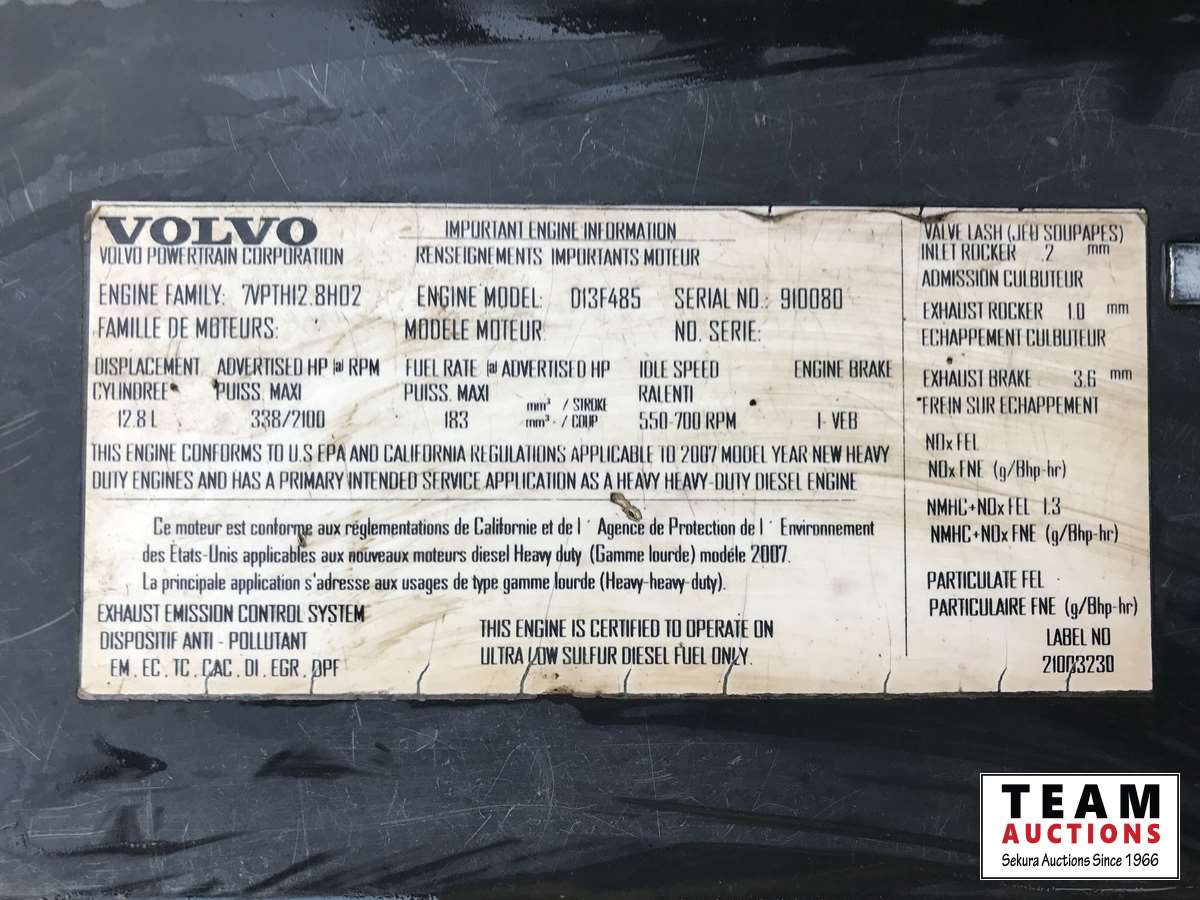 VOLVO
IMPORTANT ENGINE INFORMATION
VOLVO POWERTRAIN CORPORATION
RENSEIGNEMENTS IMPORTANTS MOTEUR
ENGINE FAMILY: 7VPTH12.8H02
ENGINE MODEL: D13F485
SERIAL NO.: 910080
FAMILLE DE MOTEURS:
MODÈLE MOTEUR:
NO. SERIE:
DISPLACEMENT ADVERTISED HP @ RPM FUEL RATE @ ADVERTISED HP IDLE SPEED ENGINE BRAKE
CYLINDREE PUISS. MAXI PUISS. MAXI RALENTI
12.8 L 338/2100 183 mm³ / STROKE 550-700 RPM 1- VEB
mm³ / COUP
THIS ENGINE CONFORMS TO U.S EPA AND CALIFORNIA REGULATIONS APPLICABLE TO 2007 MODEL YEAR NEW HEAVY
DUTY ENGINES AND HAS A PRIMARY INTENDED SERVICE APPLICATION AS A HEAVY HEAVY-DUTY DIESEL ENGINE
Ce moteur est conforme aux réglementations de Californie et de l ' Agence de Protection de l ' Environnement
des États-Unis applicables aux nouveaux moteurs diesel Heavy duty (Gamme lourde) modéle 2007.
La principale application s'adresse aux usages de type gamme lourde (Heavy-heavy-duty).
EXHAUST EMISSION CONTROL SYSTEM
DISPOSITIF ANTI - POLLUTANT
EM , EC , TC , CAC , DI , EGR , DPF
THIS ENGINE IS CERTIFIED TO OPERATE ON
ULTRA LOW SULFUR DIESEL FUEL ONLY.
VALVE LASH (JEU SOUPAPES)
INLET ROCKER .2 mm
ADMISSION CULBUTEUR
EXHAUST ROCKER 1.0 mm
ECHAPPEMENT CULBUTEUR
EXHAUST BRAKE 3.6 mm
FREIN SUR ECHAPPEMENT
NOx FEL
NOx FNE (g/Bhp-hr)
NMHC+NOx FEL 1.3
NMHC+NOx FNE (g/Bhp-hr)
PARTICULATE FEL
PARTICULAIRE FNE (g/Bhp-hr)
LABEL NO
21003230
TEAM
AUCTIONS
Sekura Auctions Since 1966